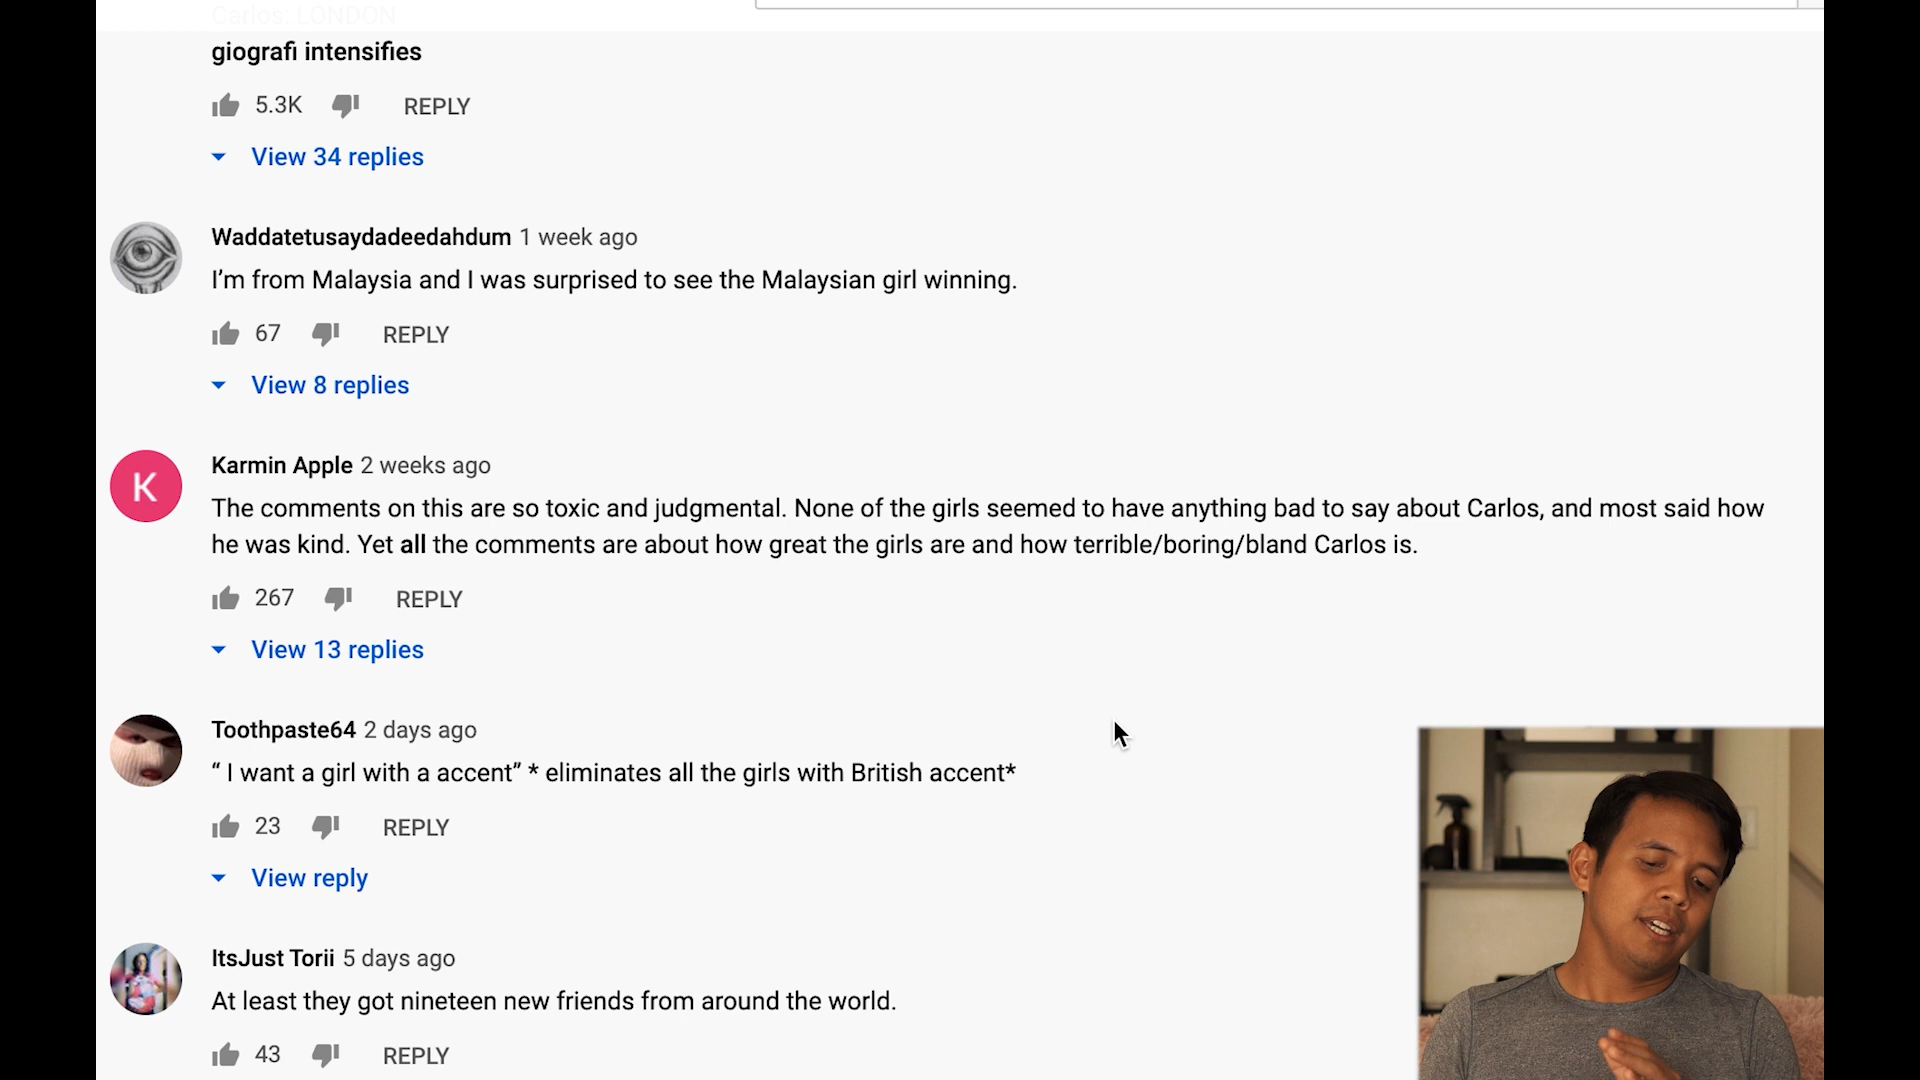 Carlos: LONDON
giografi intensifies
5.3K REPLY
View 34 replies
Waddatetusaydadeedahdum 1 week ago
I’m from Malaysia and I was surprised to see the Malaysian girl winning.
67 REPLY
View 8 replies
K
Karmin Apple 2 weeks ago
The comments on this are so toxic and judgmental. None of the girls seemed to have anything bad to say about Carlos, and most said how
he was kind. Yet all the comments are about how great the girls are and how terrible/boring/bland Carlos is.
267 REPLY
View 13 replies
Toothpaste64 2 days ago
“ I want a girl with a accent” * eliminates all the girls with British accent*
23 REPLY
View reply
ItsJust Torii 5 days ago
At least they got nineteen new friends from around the world.
43 REPLY